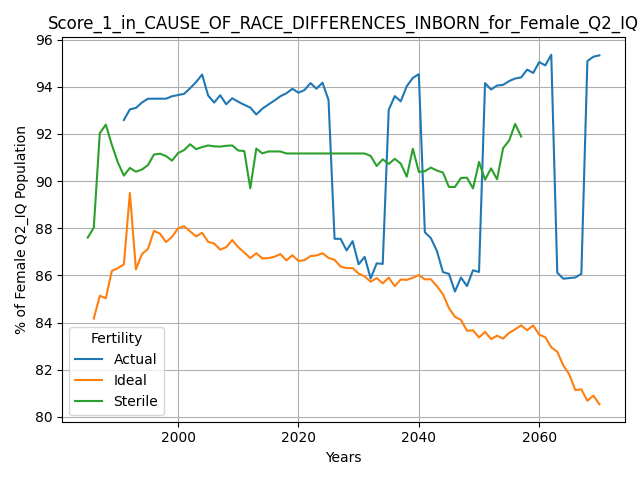 Score_1_in_CAUSE_OF_RACE_DIFFERENCES_INBORN_for_Female_Q2_IQ
96
94
92
90
88
86
84
82
80
% of Female Q2_IQ Population
Fertility
Actual
Ideal
Sterile
2000
2020
2040
2060
Years